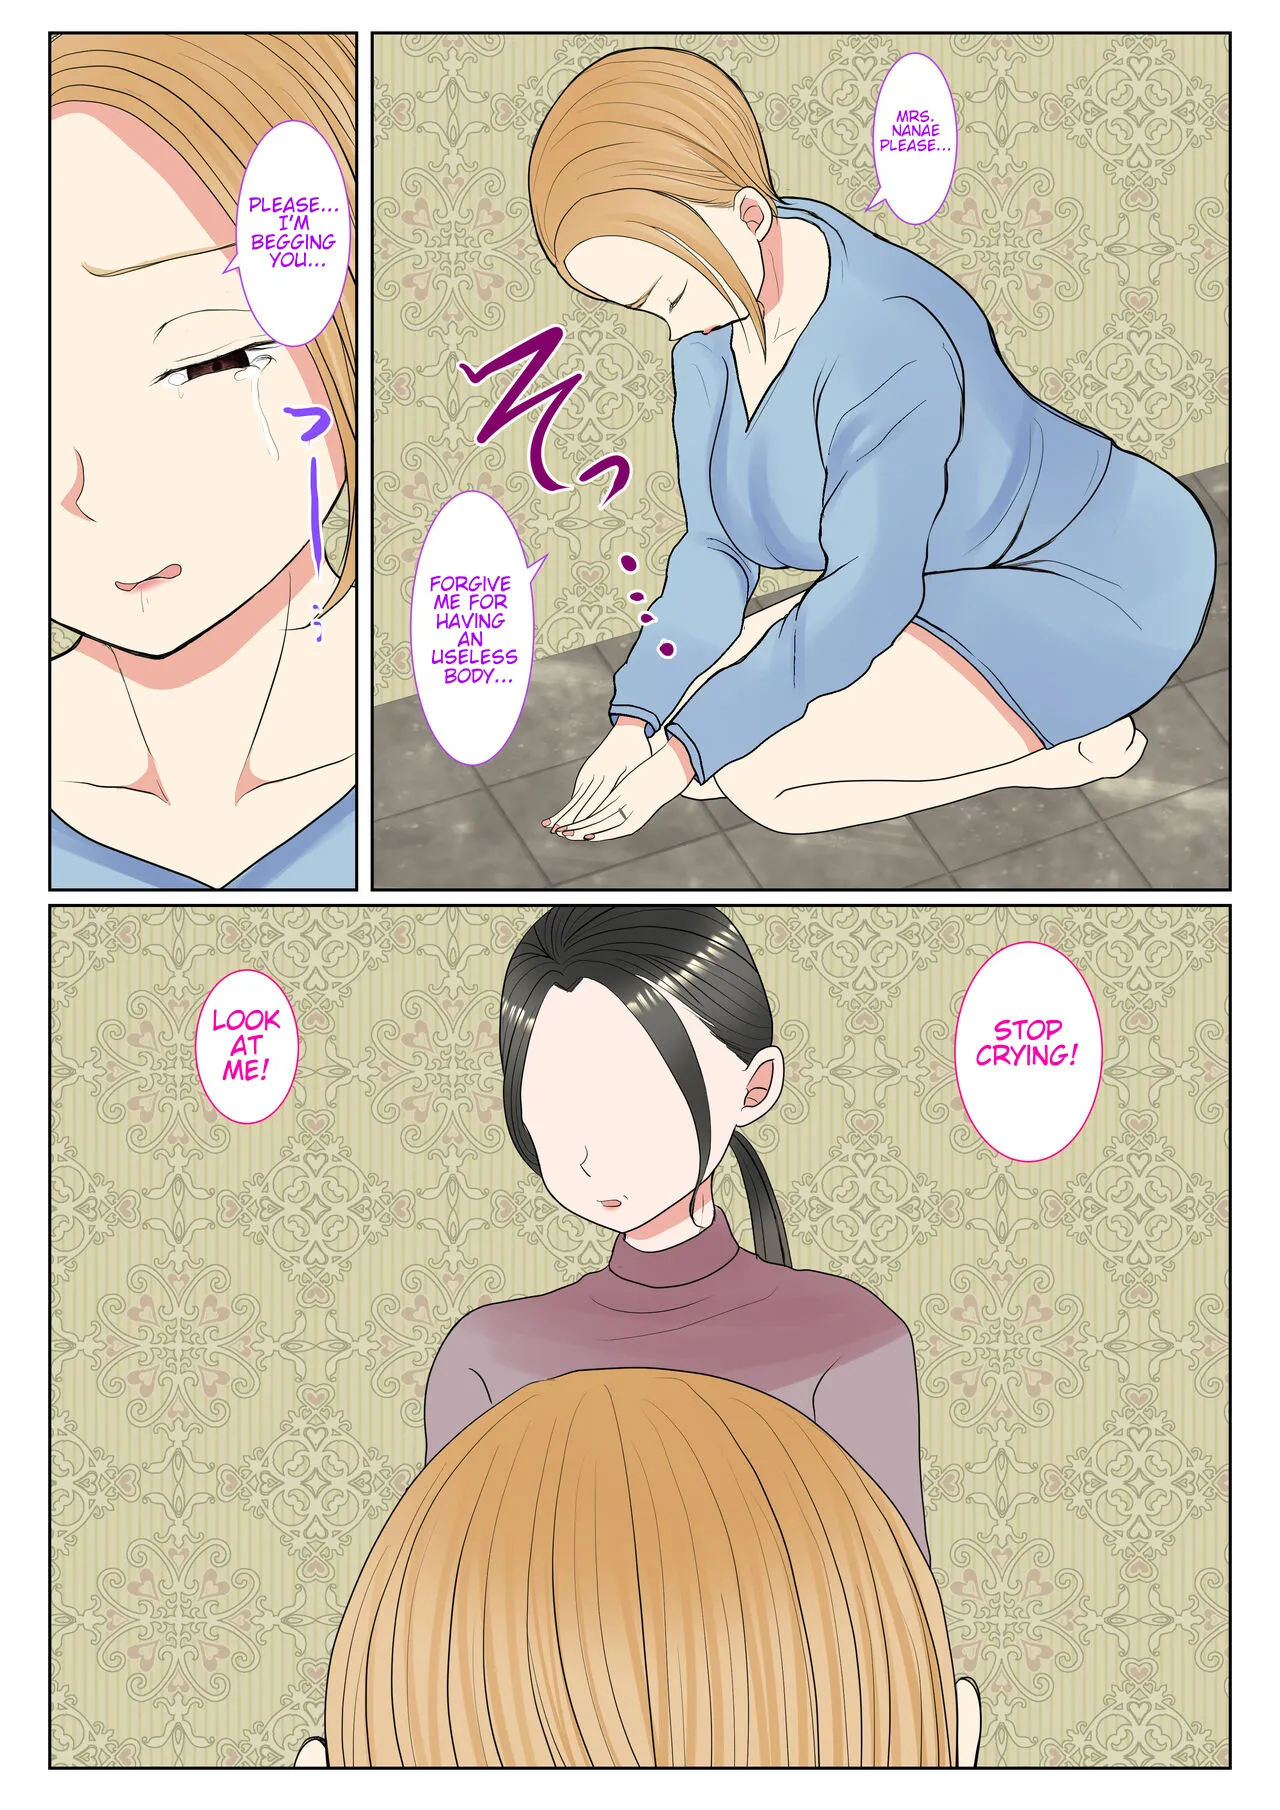 MRS.
NANAE
PLEASE...
FORGIVE
ME FOR
HAVING
AN
USELESS
BODY...
PLEASE...
I'M
BEGGING
YOU...
STOP
CRYING!
LOOK
AT
ME!